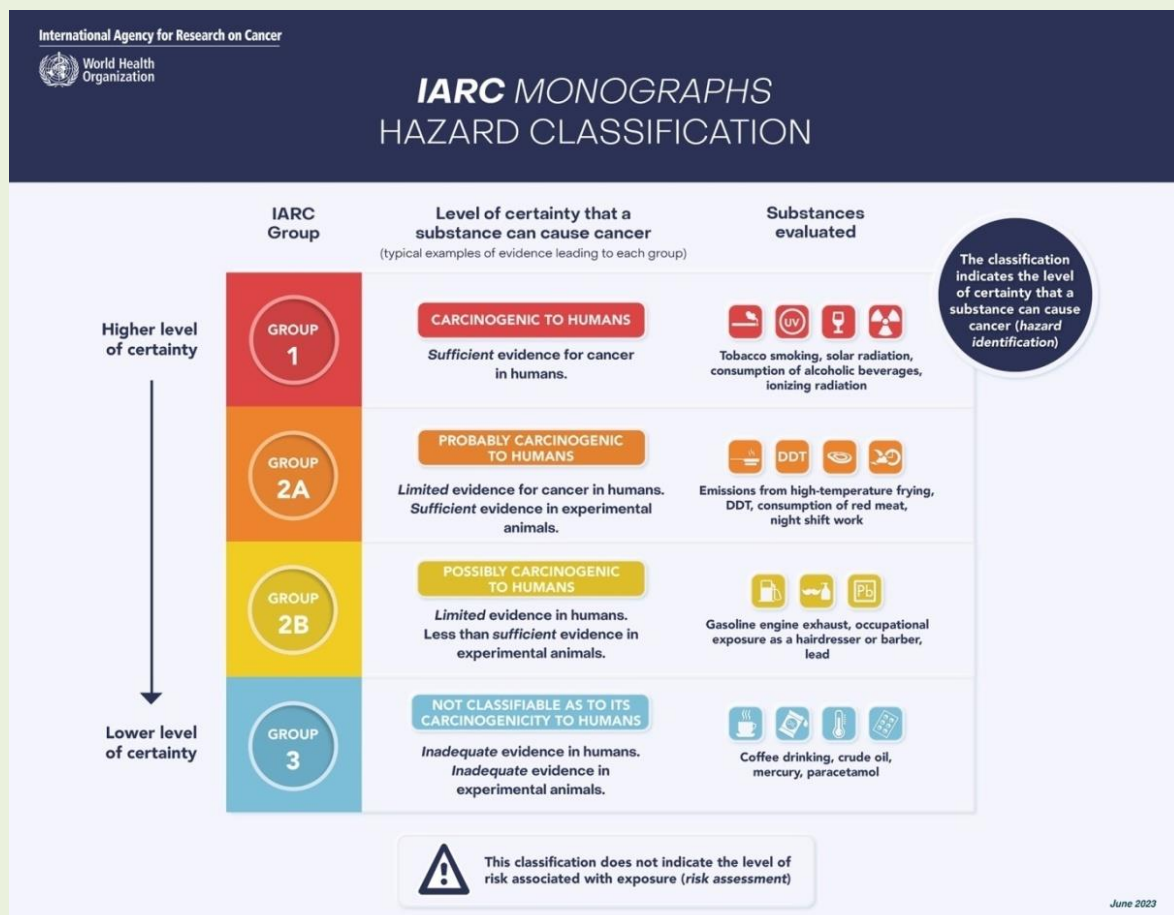 International Agency for Research on Cancer
World Health
Organization
IARC MONOGRAPHS
HAZARD CLASSIFICATION
IARC
Group
Level of certainty that a
substance can cause cancer
(typical examples of evidence leading to each group)
Substances
evaluated
The classification
indicates the level
of certainty that a
substance can cause
cancer (hazard
identification)
Higher level
of certainty
GROUP
1
CARCINOGENIC TO HUMANS
Sufficient evidence for cancer
in humans.
UV
Tobacco smoking, solar radiation,
consumption of alcoholic beverages,
ionizing radiation
GROUP
2A
PROBABLY CARCINOGENIC
TO HUMANS
Limited evidence for cancer in humans.
Sufficient evidence in experimental
animals.
DDT
Emissions from high-temperature frying,
DDT, consumption of red meat,
night shift work
GROUP
2B
POSSIBLY CARCINOGENIC
TO HUMANS
Limited evidence in humans.
Less than sufficient evidence in
experimental animals.
Pb
Gasoline engine exhaust, occupational
exposure as a hairdresser or barber,
lead
Lower level
of certainty
GROUP
3
NOT CLASSIFIABLE AS TO ITS
CARCINOGENICITY TO HUMANS
Inadequate evidence in humans.
Inadequate evidence in
experimental animals.
Coffee drinking, crude oil,
mercury, paracetamol
This classification does not indicate the level of
risk associated with exposure (risk assessment)
June 2023